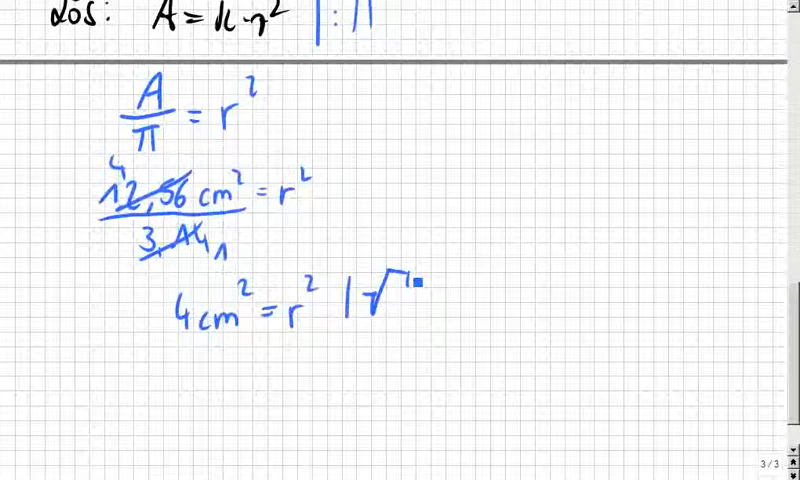 Lös: A = π · r² | : π
A/π = r²
4
12,56 cm² = r²
3,14 1
4 cm² = r² | √
3 / 3